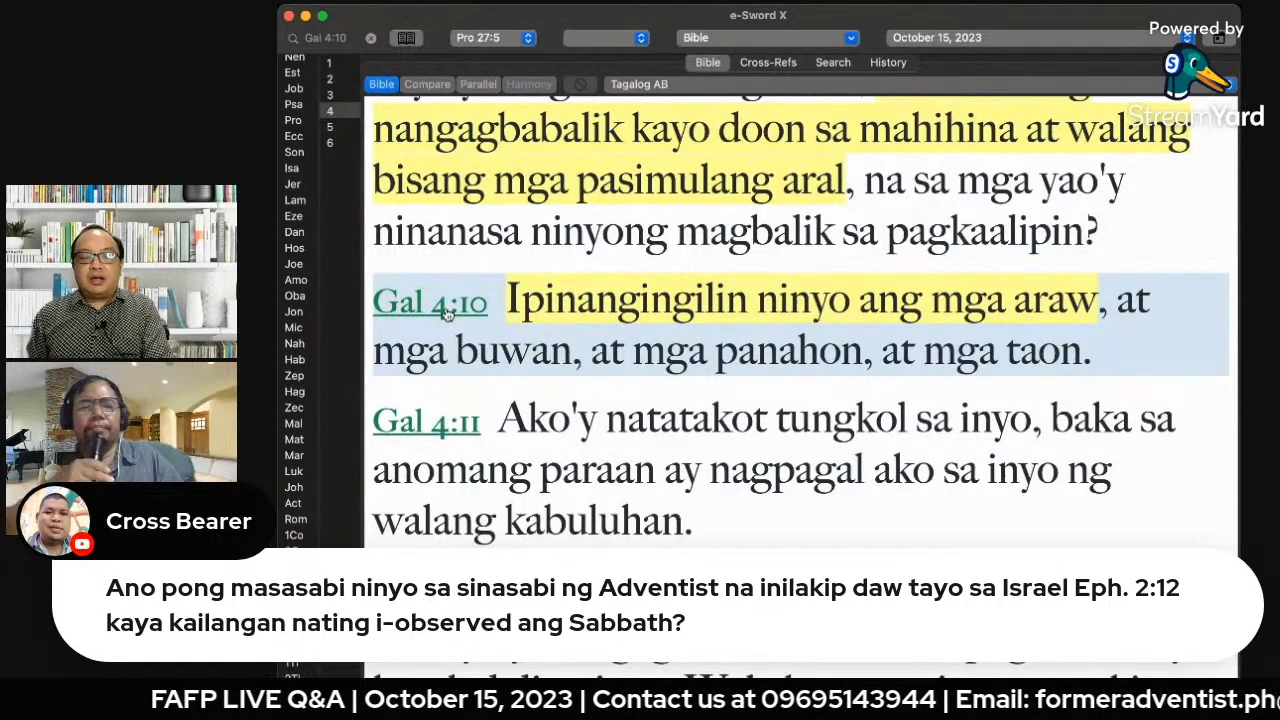 e-Sword X
Gal 4:10
Pro 27:5
Bible
October 15, 2023
Powered by
StreamYard
Bible
Cross-Refs
Search
History
Bible
Compare
Parallel
Harmony
Tagalog AB
Neh
Est
Job
Psa
Pro
Ecc
Son
Isa
Jer
Lam
Eze
Dan
Hos
Joe
Amo
Oba
Jon
Mic
Nah
Hab
Zep
Hag
Zec
Mal
Mat
Mar
Luk
Joh
Act
Rom
1Co
1
2
3
4
5
6
nangagbabalik kayo doon sa mahihina at walang
bisang mga pasimulang aral, na sa mga yao'y
ninanasa ninyong magbalik sa pagkaalipin?
Gal 4:10 Ipinangingilin ninyo ang mga araw, at
mga buwan, at mga panahon, at mga taon.
Gal 4:11 Ako'y natatakot tungkol sa inyo, baka sa
anomang paraan ay nagpagal ako sa inyo ng
walang kabuluhan.
Cross Bearer
Ano pong masasabi ninyo sa sinasabi ng Adventist na inilakip daw tayo sa Israel Eph. 2:12
kaya kailangan nating i-observed ang Sabbath?
FAFP LIVE Q&A | October 15, 2023 | Contact us at 09695143944 | Email: formeradventist.ph